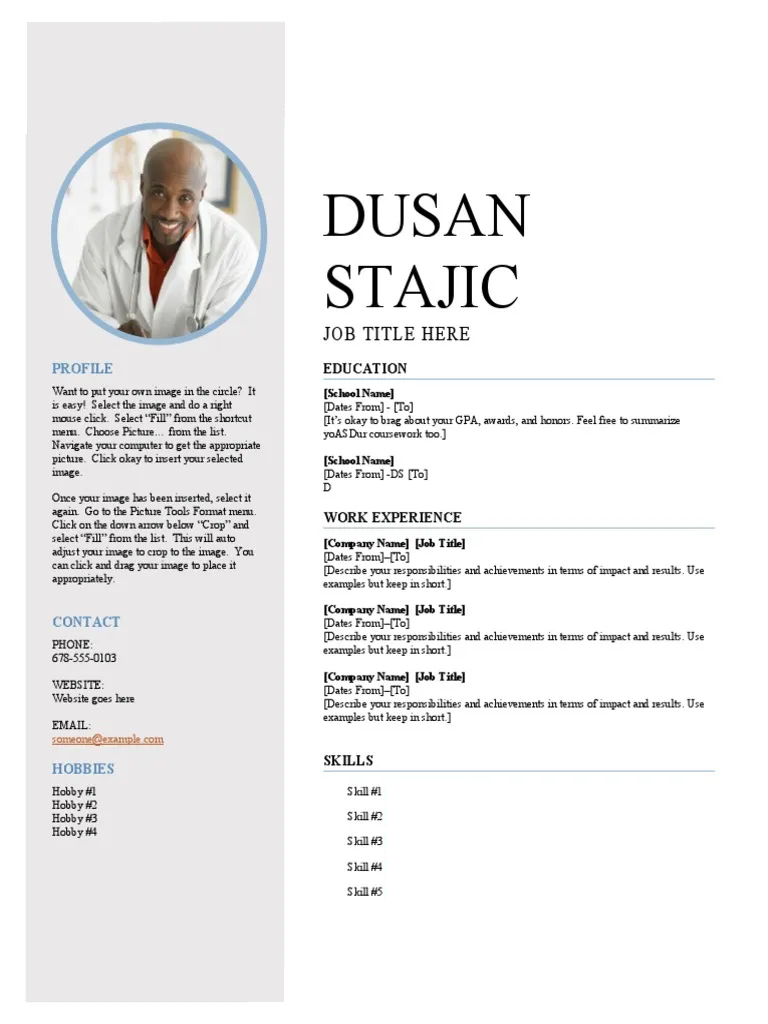 DUSAN
STAJIC
JOB TITLE HERE
PROFILE
Want to put your own image in the circle?  It
is easy!  Select the image and do a right
mouse click.  Select “Fill” from the shortcut
menu.  Choose Picture… from the list.
Navigate your computer to get the appropriate
picture.  Click okay to insert your selected
image.
Once your image has been inserted, select it
again.  Go to the Picture Tools Format menu.
Click on the down arrow below “Crop” and
select “Fill” from the list.  This will auto
adjust your image to crop to the image.  You
can click and drag your image to place it
appropriately.
CONTACT
PHONE:
678-555-0103
WEBSITE:
Website goes here
EMAIL:
someone@example.com
HOBBIES
Hobby #1
Hobby #2
Hobby #3
Hobby #4
EDUCATION
[School Name]
[Dates From] - [To]
[It’s okay to brag about your GPA, awards, and honors. Feel free to summarize
yoASDur coursework too.]
[School Name]
[Dates From] -DS [To]
D
WORK EXPERIENCE
[Company Name]  [Job Title]
[Dates From]–[To]
[Describe your responsibilities and achievements in terms of impact and results. Use
examples but keep in short.]
[Company Name]  [Job Title]
[Dates From]–[To]
[Describe your responsibilities and achievements in terms of impact and results. Use
examples but keep in short.]
[Company Name]  [Job Title]
[Dates From]–[To]
[Describe your responsibilities and achievements in terms of impact and results. Use
examples but keep in short.]
SKILLS
Skill #1
Skill #2
Skill #3
Skill #4
Skill #5